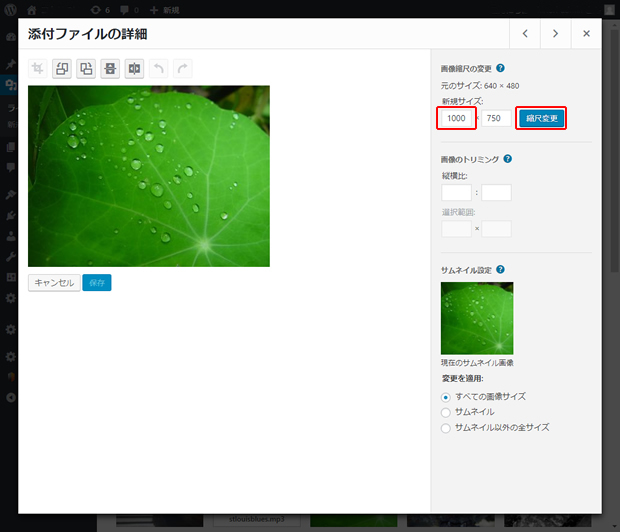 6
0
新規
添付ファイルの詳細
画像縮尺の変更
元のサイズ: 640 × 480
新規サイズ:
1000 × 750 縮尺変更
画像のトリミング
縦横比:
:
選択範囲:
×
サムネイル設定
現在のサムネイル画像
変更を適用:
すべての画像サイズ
サムネイル
サムネイル以外の全サイズ
キャンセル 保存
stlouisblues.mp3